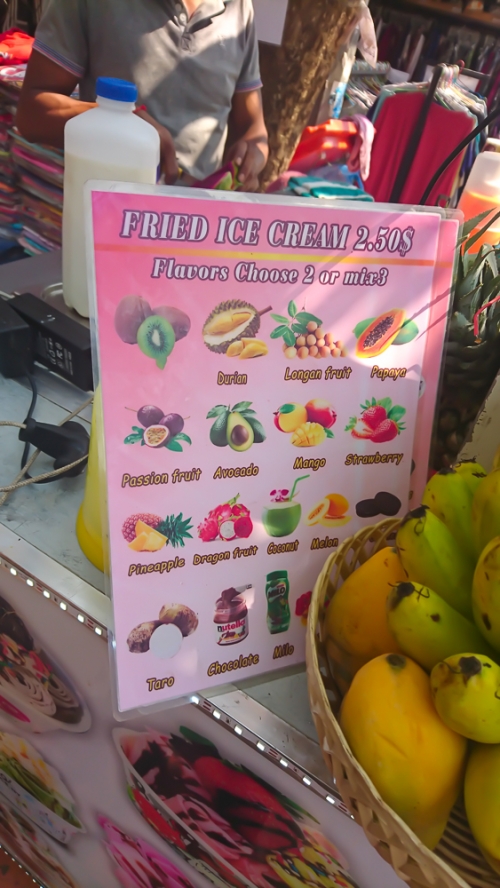 FRIED ICE CREAM 2.50$
Flavors Choose 2 or mix3
Durian Longan fruit Papaya
Passion fruit Avocado Mango Strawberry
Pineapple Dragon fruit Coconut Melon
nutella
Taro Chocolate Milo